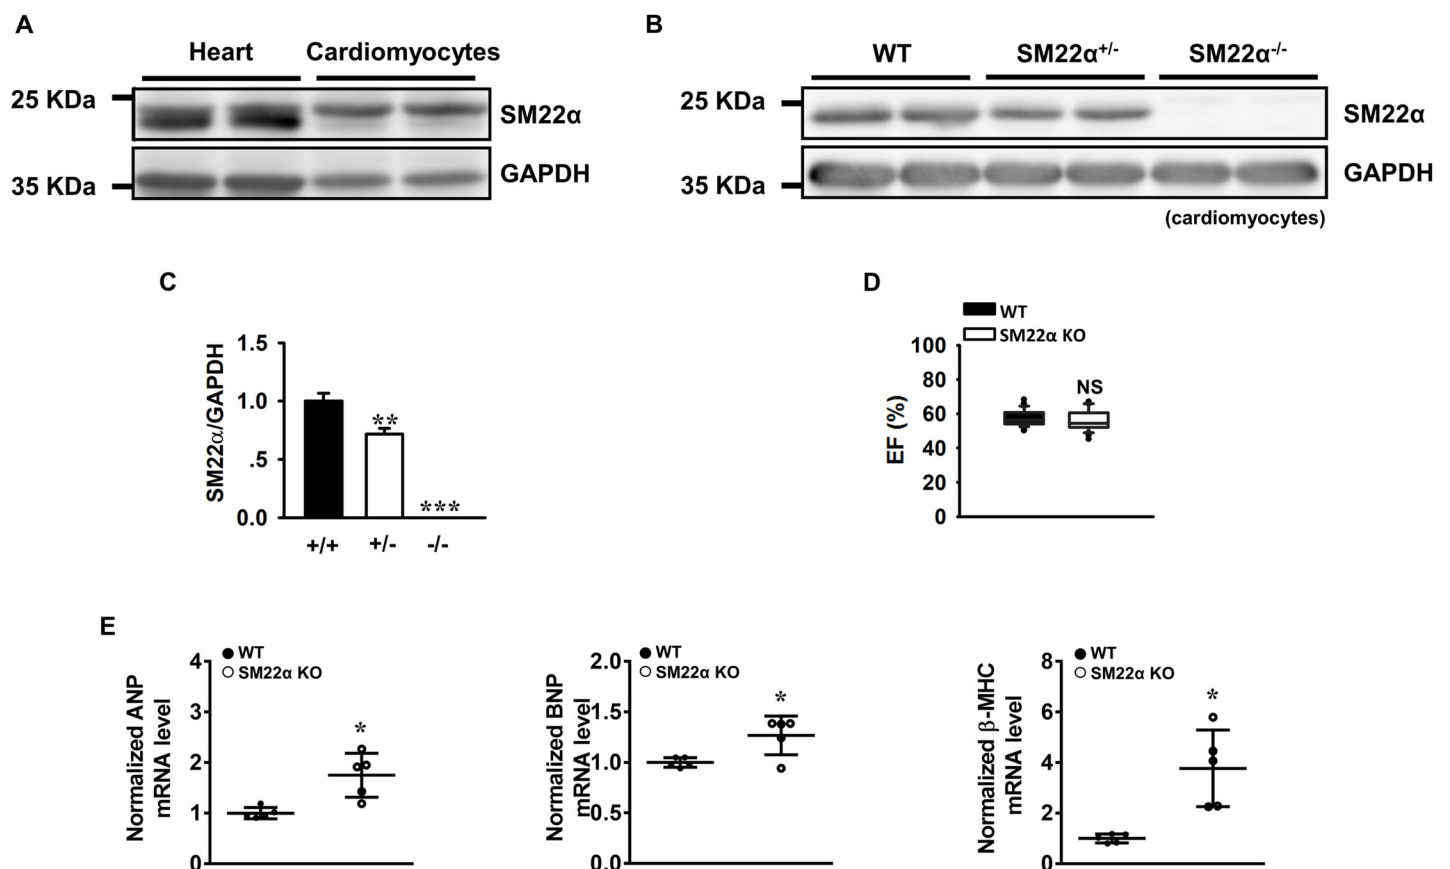 A
Heart Cardiomyocytes
25 KDa
SM22α
35 KDa
GAPDH
B
WT SM22α+/- SM22α-/-
25 KDa
SM22α
35 KDa
GAPDH
(cardiomyocytes)
C
SM22α/GAPDH
1.5
1.0
.5
0.0
**
***
+/+ +/- -/-
D
WT
SM22α KO
EF (%)
100
80
60
40
20
0
NS
E
Normalized ANP
mRNA level
WT
SM22α KO
4
3
2
1
0
*
Normalized BNP
mRNA level
WT
SM22α KO
2.0
1.5
1.0
0.5
0.0
*
Normalized β-MHC
mRNA level
WT
SM22α KO
8
6
4
2
0
*